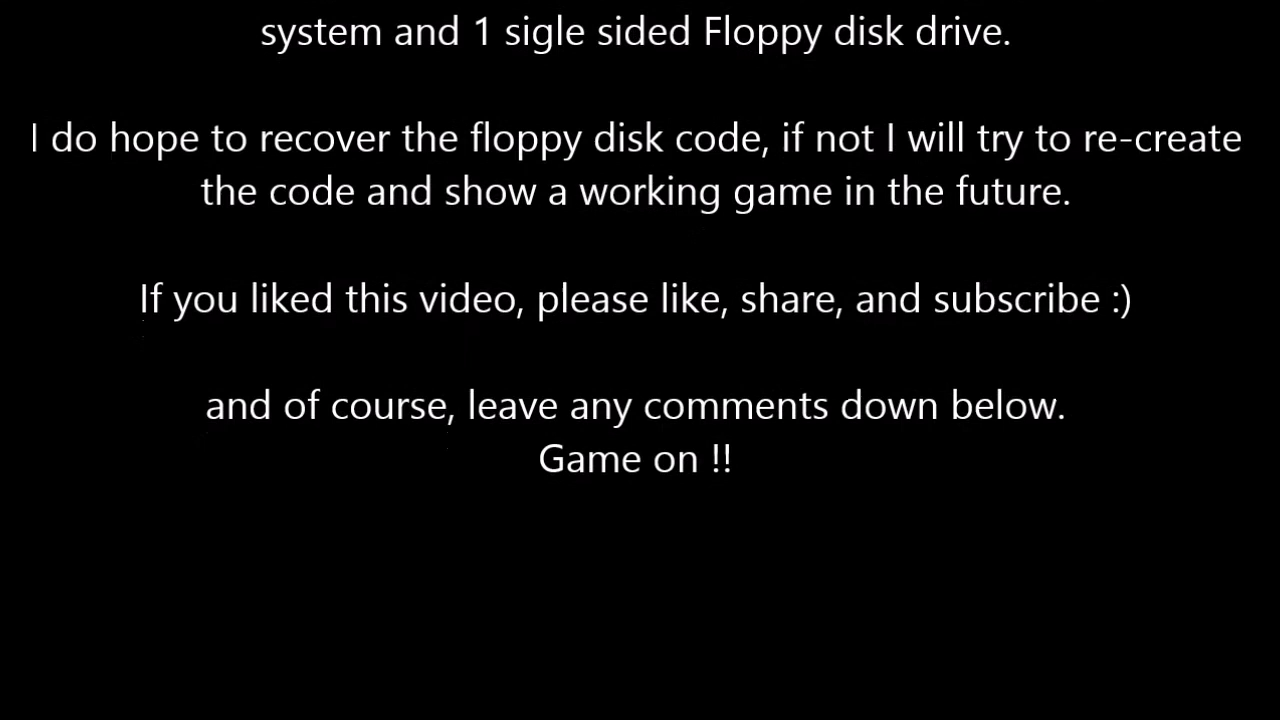 system and 1 sigle sided Floppy disk drive.
I do hope to recover the floppy disk code, if not I will try to re-create
the code and show a working game in the future.
If you liked this video, please like, share, and subscribe :)
and of course, leave any comments down below.
Game on !!